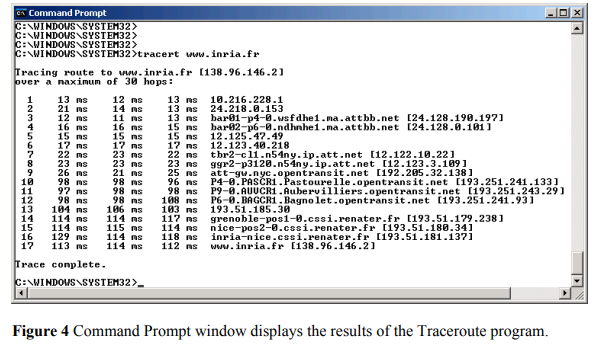 Command Prompt
C:\WINDOWS\SYSTEM32>
C:\WINDOWS\SYSTEM32>
C:\WINDOWS\SYSTEM32>
C:\WINDOWS\SYSTEM32>tracert www.inria.fr
Tracing route to www.inria.fr [138.96.146.2]
over a maximum of 30 hops:
1 13 ms 12 ms 13 ms 10.216.228.1
2 21 ms 14 ms 13 ms 24.218.0.153
3 12 ms 11 ms 13 ms bar01-p4-0.wsfdhe1.ma.attbb.net [24.128.190.197]
4 16 ms 16 ms 15 ms bar02-p6-0.ndhmhe1.ma.attbb.net [24.128.0.101]
5 15 ms 15 ms 15 ms 12.125.47.49
6 17 ms 17 ms 15 ms 12.123.40.218
7 22 ms 23 ms 22 ms tbr2-cl1.n54ny.ip.att.net [12.122.10.22]
8 23 ms 23 ms 23 ms ggr2-p3120.n54ny.ip.att.net [12.123.3.109]
9 26 ms 21 ms 25 ms att-gw.nyc.opentransit.net [192.205.32.138]
10 98 ms 98 ms 96 ms P4-0.PASCR1.Pastourelle.opentransit.net [193.251.241.133]
11 97 ms 98 ms 98 ms P9-0.AUVCR1.Aubervilliers.opentransit.net [193.251.243.29]
12 98 ms 98 ms 108 ms P6-0.BAGCR1.Bagnolet.opentransit.net [193.251.241.93]
13 104 ms 106 ms 103 ms 193.51.185.30
14 114 ms 114 ms 117 ms grenoble-pos1-0.cssi.renater.fr [193.51.179.238]
15 114 ms 115 ms 114 ms nice-pos2-0.cssi.renater.fr [193.51.180.34]
16 129 ms 114 ms 118 ms inria-nice.cssi.renater.fr [193.51.181.137]
17 113 ms 114 ms 112 ms www.inria.fr [138.96.146.2]
Trace complete.
C:\WINDOWS\SYSTEM32>_
Figure 4 Command Prompt window displays the results of the Traceroute program.